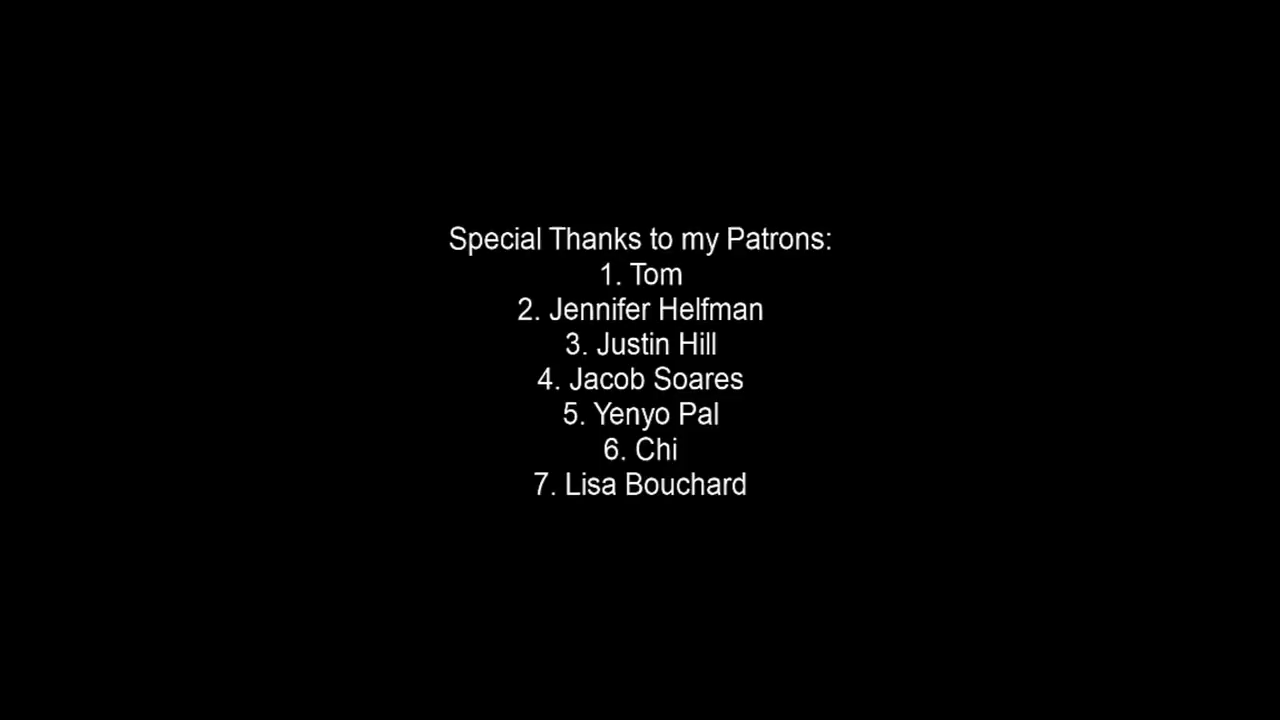 Special Thanks to my Patrons:
1. Tom
2. Jennifer Helfman
3. Justin Hill
4. Jacob Soares
5. Yenyo Pal
6. Chi
7. Lisa Bouchard